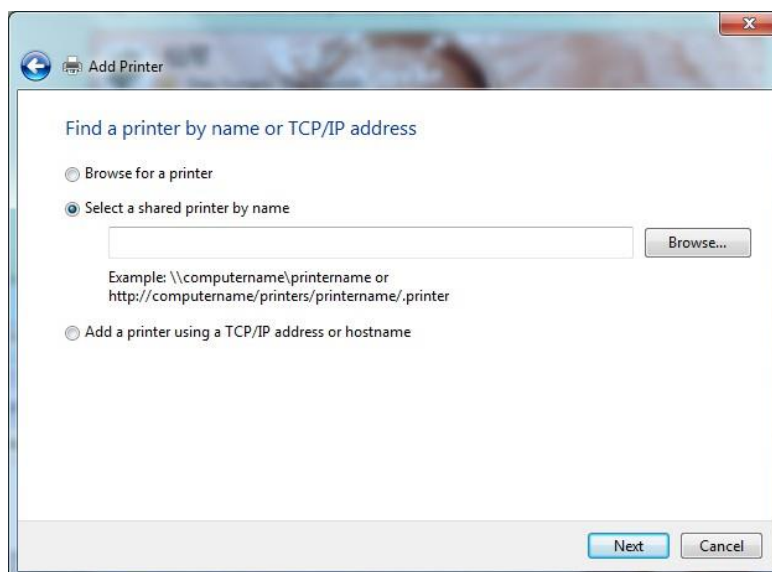 Add Printer
Find a printer by name or TCP/IP address
Browse for a printer
Select a shared printer by name
Browse...
Example: \\computername\printername or
http://computername/printers/printername/.printer
Add a printer using a TCP/IP address or hostname
Next
Cancel